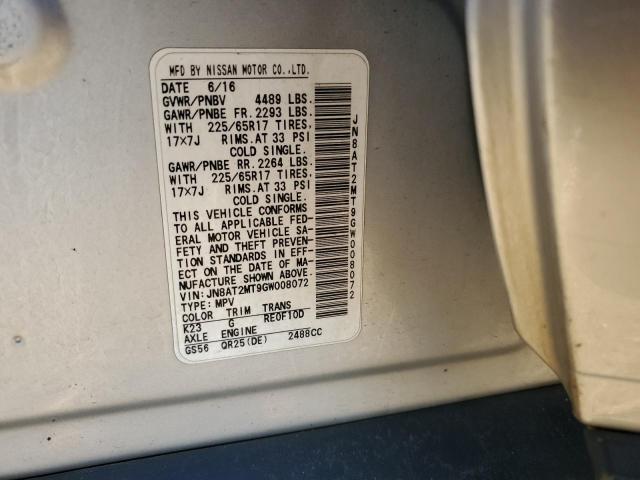 MFD BY NISSAN MOTOR CO.,LTD.
DATE 6/16
GVWR/PNBV 4489 LBS.
GAWR/PNBE FR. 2293 LBS.
WITH 225/65R17 TIRES,
17×7J RIMS.AT 33 PSI
COLD SINGLE.
GAWR/PNBE RR. 2264 LBS.
WITH 225/65R17 TIRES,
17×7J RIMS.AT 33 PSI
COLD SINGLE.
THIS VEHICLE CONFORMS
TO ALL APPLICABLE FED-
ERAL MOTOR VEHICLE SA-
FETY AND THEFT PREVEN-
TION STANDARDS IN EFF-
ECT ON THE DATE OF MA-
NUFACTURE SHOWN ABOVE.
VIN: JN8AT2MT9GW008072
TYPE: MPV
COLOR TRIM TRANS
K23 G RE0F10D
AXLE ENGINE
GS56 QR25(DE) 2488CC
JN8AT2MT9GW008072